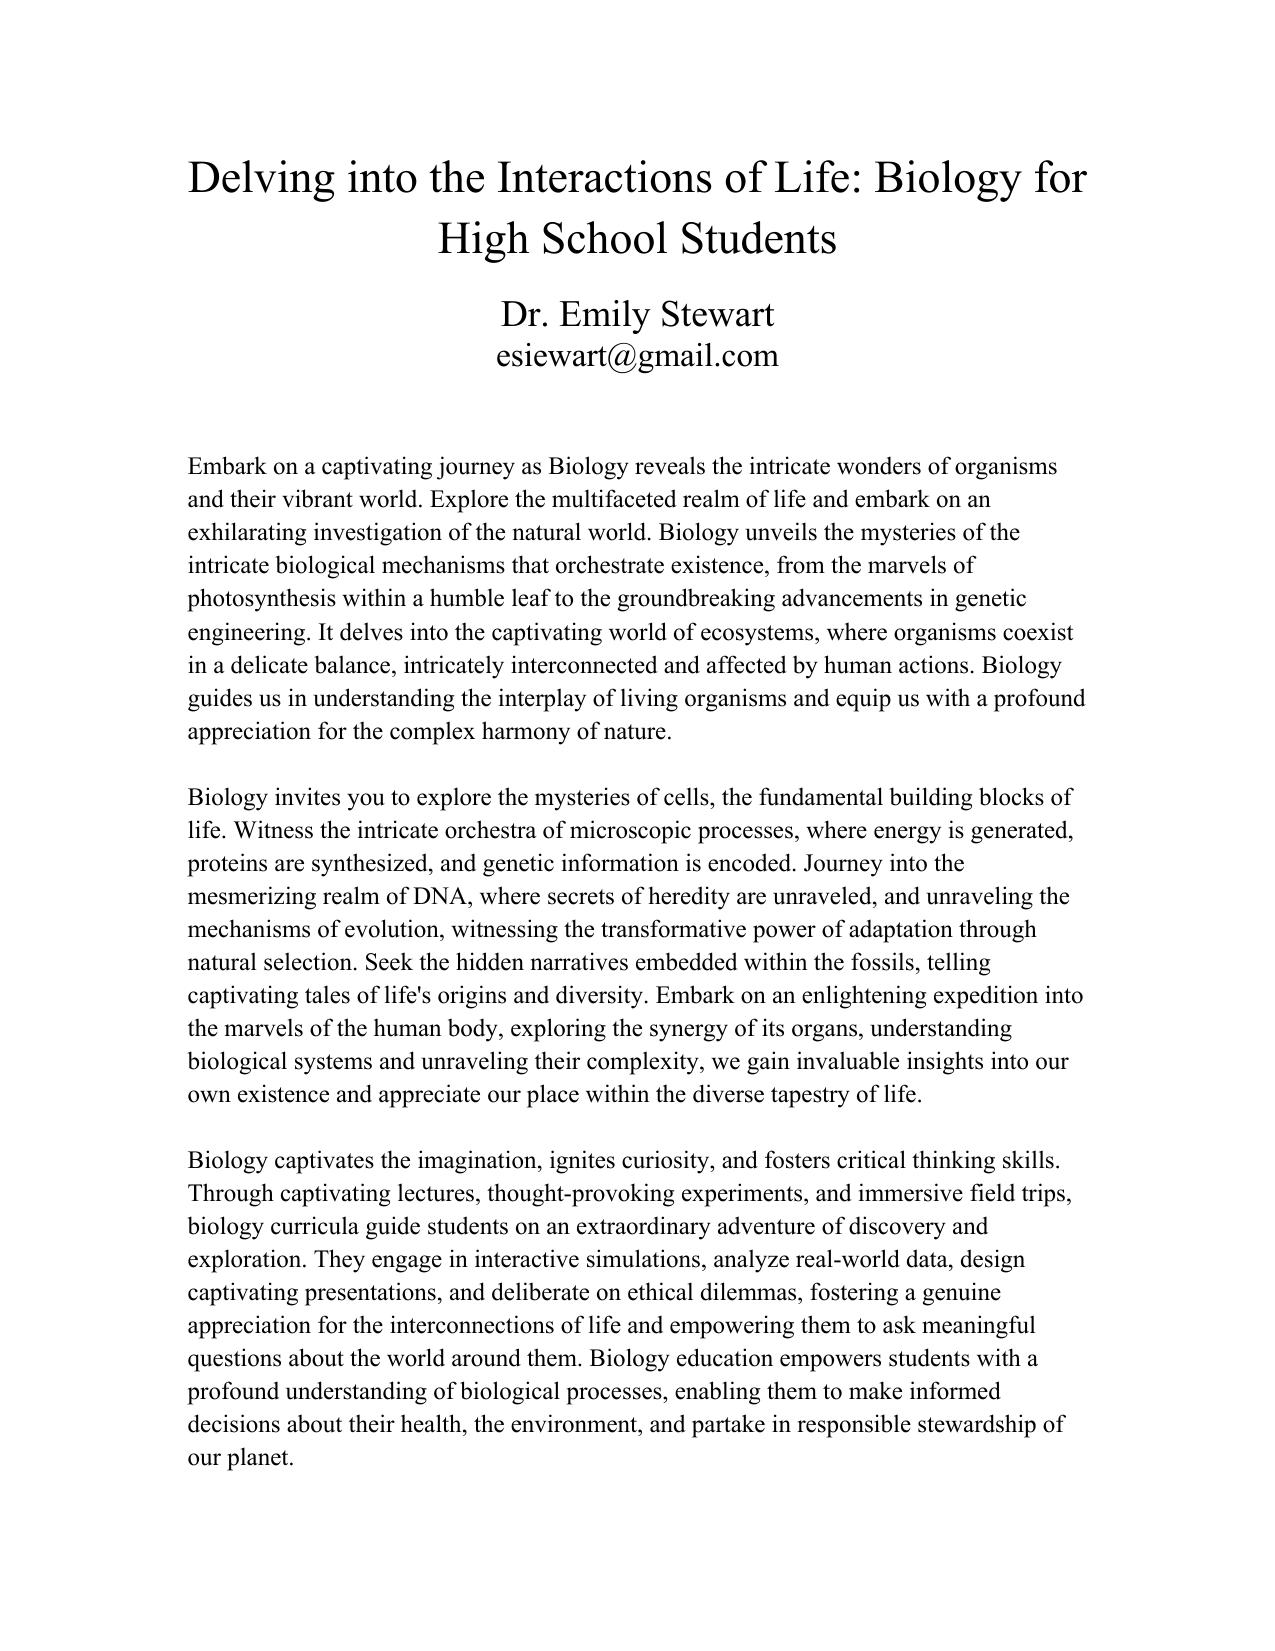 Delving into the Interactions of Life: Biology for
High School Students
Dr. Emily Stewart
esiewart@gmail.com
Embark on a captivating journey as Biology reveals the intricate wonders of organisms
and their vibrant world. Explore the multifaceted realm of life and embark on an
exhilarating investigation of the natural world. Biology unveils the mysteries of the
intricate biological mechanisms that orchestrate existence, from the marvels of
photosynthesis within a humble leaf to the groundbreaking advancements in genetic
engineering. It delves into the captivating world of ecosystems, where organisms coexist
in a delicate balance, intricately interconnected and affected by human actions. Biology
guides us in understanding the interplay of living organisms and equip us with a profound
appreciation for the complex harmony of nature.
Biology invites you to explore the mysteries of cells, the fundamental building blocks of
life. Witness the intricate orchestra of microscopic processes, where energy is generated,
proteins are synthesized, and genetic information is encoded. Journey into the
mesmerizing realm of DNA, where secrets of heredity are unraveled, and unraveling the
mechanisms of evolution, witnessing the transformative power of adaptation through
natural selection. Seek the hidden narratives embedded within the fossils, telling
captivating tales of life's origins and diversity. Embark on an enlightening expedition into
the marvels of the human body, exploring the synergy of its organs, understanding
biological systems and unraveling their complexity, we gain invaluable insights into our
own existence and appreciate our place within the diverse tapestry of life.
Biology captivates the imagination, ignites curiosity, and fosters critical thinking skills.
Through captivating lectures, thought-provoking experiments, and immersive field trips,
biology curricula guide students on an extraordinary adventure of discovery and
exploration. They engage in interactive simulations, analyze real-world data, design
captivating presentations, and deliberate on ethical dilemmas, fostering a genuine
appreciation for the interconnections of life and empowering them to ask meaningful
questions about the world around them. Biology education empowers students with a
profound understanding of biological processes, enabling them to make informed
decisions about their health, the environment, and partake in responsible stewardship of
our planet.